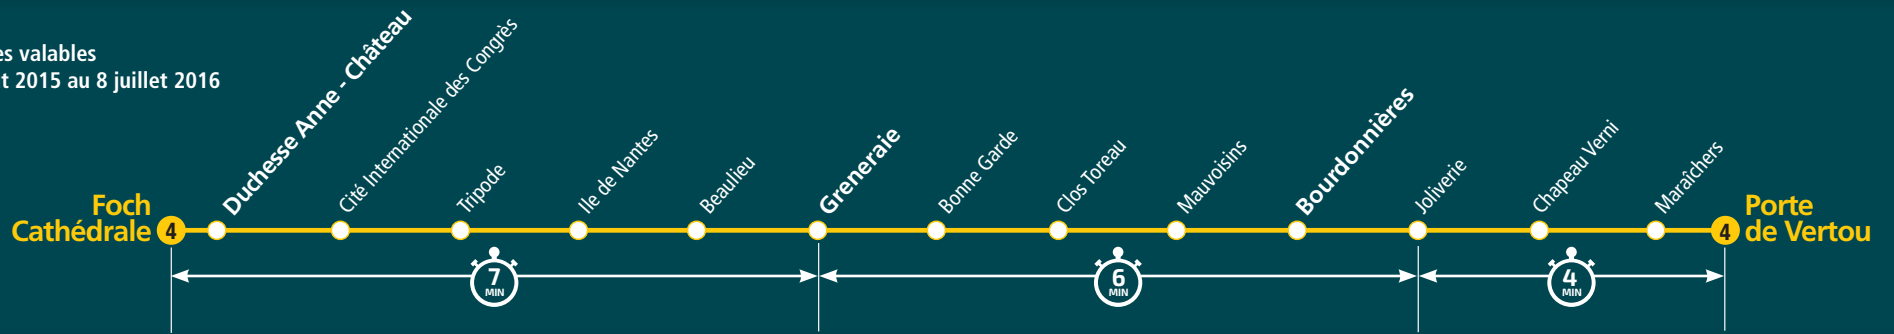 es valables
t 2015 au 8 juillet 2016
Foch
Cathédrale
4
Duchesse Anne - Château
Cité Internationale des Congrès
Tripode
Ile de Nantes
Beaulieu
Greneraie
Bonne Garde
Clos Toreau
Mauvoisins
Bourdonnières
Joliverie
Chapeau Verni
Maraîchers
4
Porte
de Vertou
7
MIN
6
MIN
4
MIN